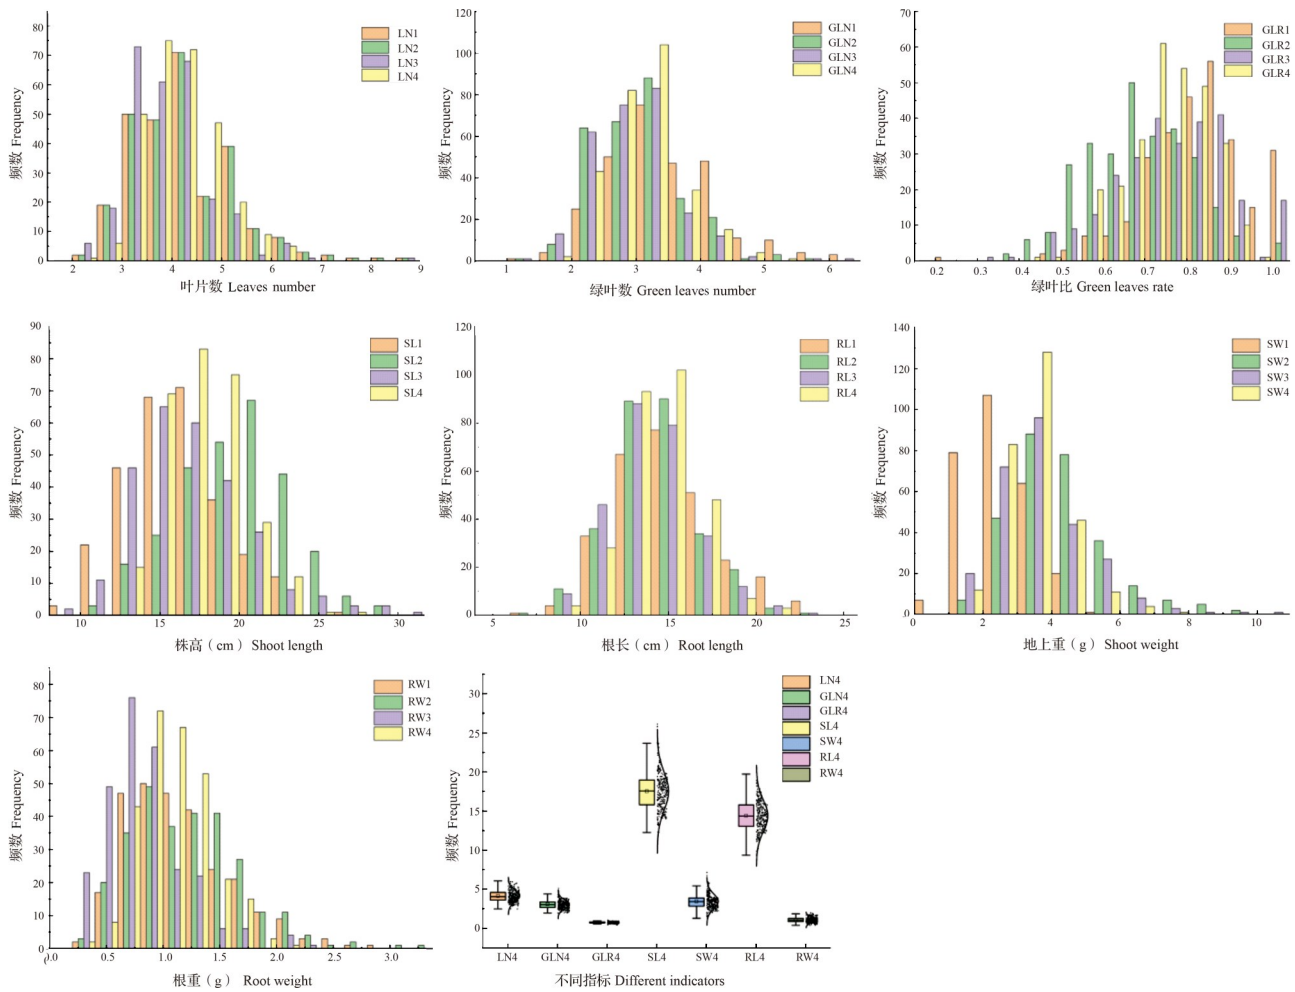 频数 Frequency
80
70
60
50
40
30
20
10
0
2
3
4
5
6
7
8
9
LN1
LN2
LN3
LN4
叶片数 Leaves number
频数 Frequency
120
100
80
60
40
20
0
1
2
3
4
5
6
GLN1
GLN2
GLN3
GLN4
绿叶数 Green leaves number
频数 Frequency
70
60
50
40
30
20
10
0
0.2
0.3
0.4
0.5
0.6
0.7
0.8
0.9
1.0
GLR1
GLR2
GLR3
GLR4
绿叶比 Green leaves rate
频数 Frequency
90
80
70
60
50
40
30
20
10
0
10
15
20
25
30
SL1
SL2
SL3
SL4
株高（cm）Shoot length
频数 Frequency
120
100
80
60
40
20
0
5
10
15
20
25
RL1
RL2
RL3
RL4
根长（cm）Root length
频数 Frequency
140
120
100
80
60
40
20
0
0
2
4
6
8
10
SW1
SW2
SW3
SW4
地上重（g）Shoot weight
频数 Frequency
80
70
60
50
40
30
20
10
0
0.5
1.0
1.5
2.0
2.5
3.0
RW1
RW2
RW3
RW4
根重（g） Root weight
频数 Frequency
30
25
20
15
10
5
0
LN4
GLN4
GLR4
SL4
SW4
RL4
RW4
LN4
GLN4
GLR4
SL4
SW4
RL4
RW4
不同指标 Different indicators